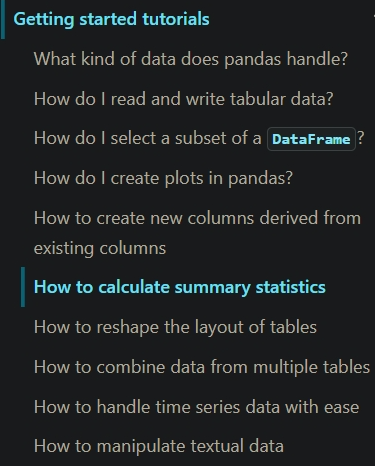 Getting started tutorials
What kind of data does pandas handle?
How do I read and write tabular data?
How do I select a subset of a DataFrame?
How do I create plots in pandas?
How to create new columns derived from
existing columns
How to calculate summary statistics
How to reshape the layout of tables
How to combine data from multiple tables
How to handle time series data with ease
How to manipulate textual data